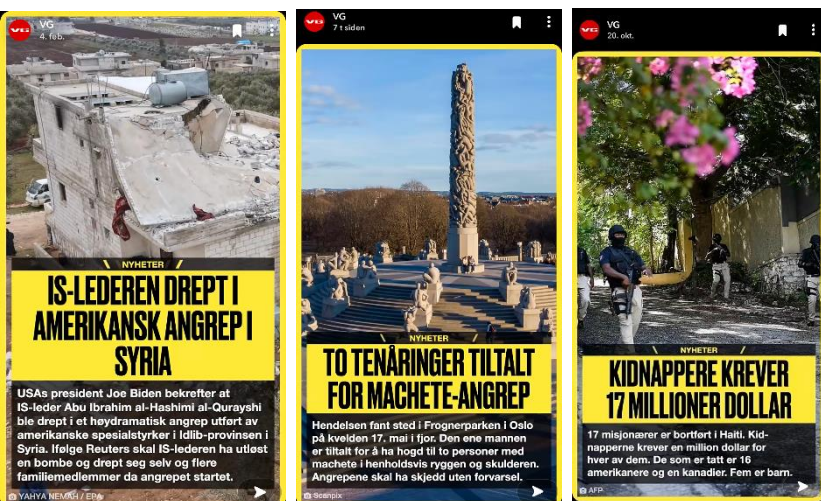 VG
4. feb.
NYHETER
IS-LEDEREN DREPT I
AMERIKANSK ANGREP I
SYRIA
USAs president Joe Biden bekrefter at
IS-leder Abu Ibrahim al-Hashimi al-Qurayshi
ble drept i et høydramatisk angrep utført av
amerikanske spesialstyrker i Idlib-provinsen i
Syria. Ifølge Reuters skal IS-lederen ha utløst
en bombe og drept seg selv og flere
familiemedlemmer da angrepet startet.
YAHYA NEMAH / EPA
VG
7 t siden
NYHETER
TO TENÅRINGER TILTALT
FOR MACHETE-ANGREP
Hendelsen fant sted i Frognerparken i Oslo
på kvelden 17. mai i fjor. Den ene mannen
er tiltalt for å ha hogd til to personer med
machete i henholdsvis ryggen og skulderen.
Angrepene skal ha skjedd uten forvarsel.
Scanpix
VG
20. okt.
NYHETER
KIDNAPPERE KREVER
17 MILLIONER DOLLAR
17 misjonærer er bortført i Haiti. Kid-
napperne krever en million dollar for
hver av dem. De som er tatt er 16
amerikanere og en kanadier. Fem er barn.
AFP